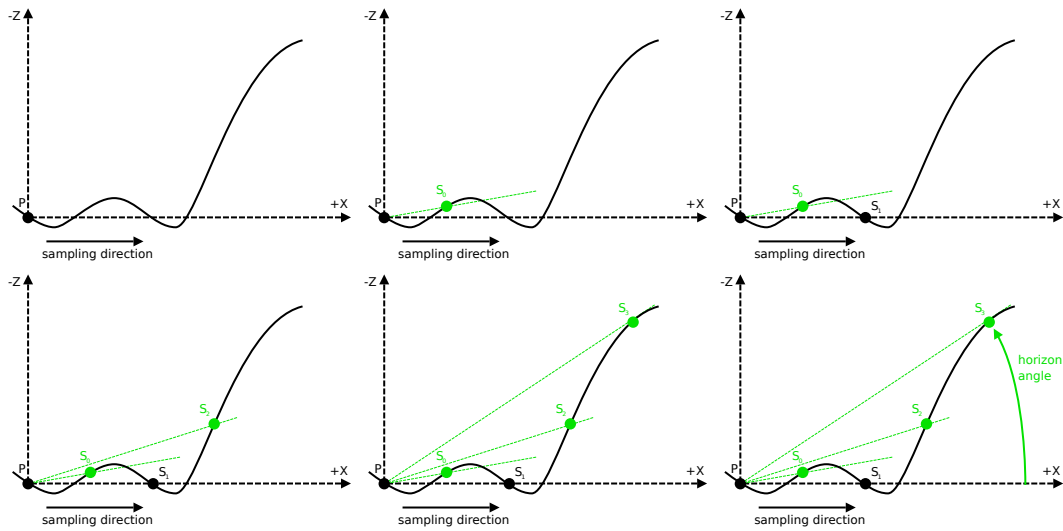 -Z
P
+X
sampling direction
-Z
S₀
P
+X
sampling direction
-Z
S₀
P
S₁
+X
sampling direction
-Z
S₂
S₀
P
S₁
+X
sampling direction
-Z
S₃
S₂
S₀
P
S₁
+X
sampling direction
-Z
S₃
horizon
angle
S₂
S₀
P
S₁
+X
sampling direction